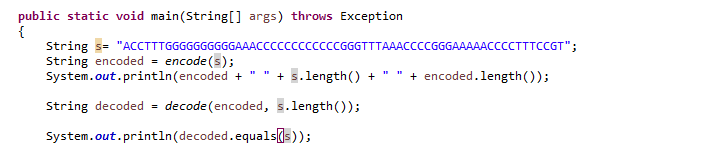 public static void main(String[] args) throws Exception
{
String s= "ACCTTTGGGGGGGGGGAAACCCCCCCCCCCCGGGTTTAAACCCCGGGAAAAACCCCTTTCCGT";
String encoded = encode(s);
System.out.println(encoded + " " + s.length() + " " + encoded.length());
String decoded = decode(encoded, s.length());
System.out.println(decoded.equals(s));